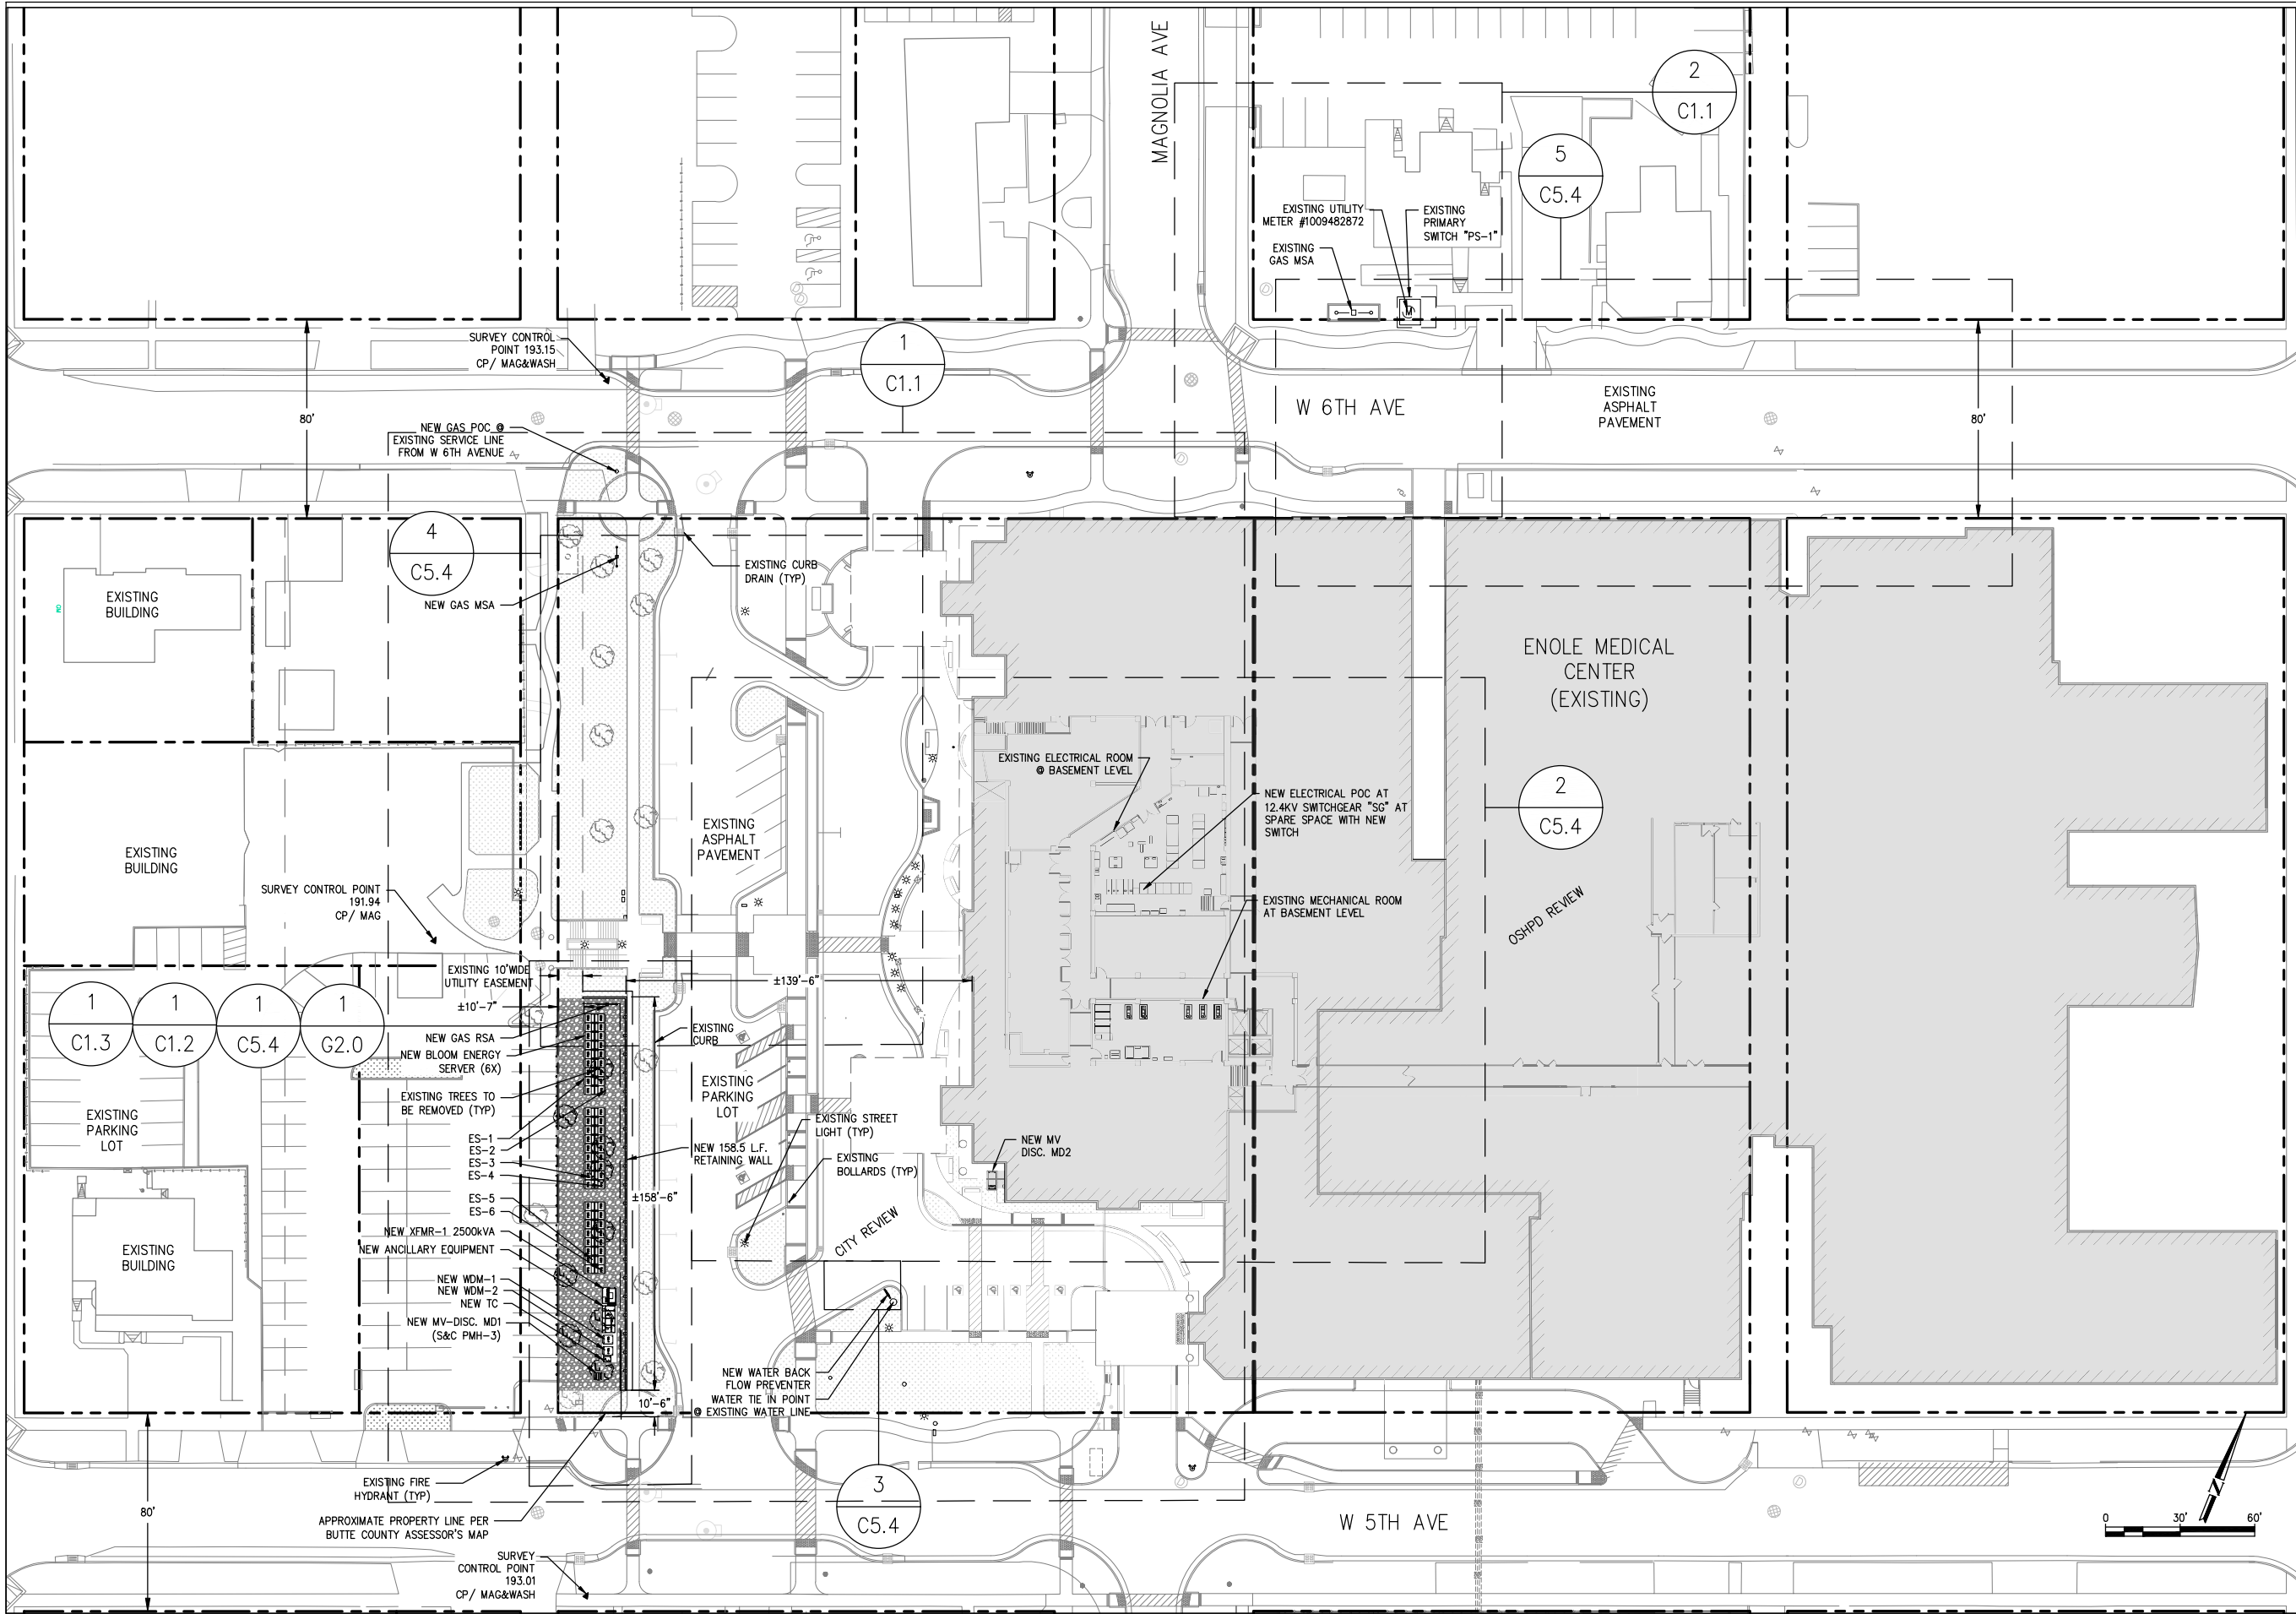 MAGNOLIA AVE
2
C1.1
5
C5.4
EXISTING UTILITY
METER #1009482872
EXISTING
PRIMARY
SWITCH "PS-1"
EXISTING
GAS MSA
M
SURVEY CONTROL
POINT 193.15
CP/ MAG&WASH
1
C1.1
80'
W 6TH AVE
EXISTING
ASPHALT
PAVEMENT
80'
NEW GAS POC @
EXISTING SERVICE LINE
FROM W 6TH AVENUE
4
C5.4
EXISTING CURB
DRAIN (TYP)
NEW GAS MSA
EXISTING
BUILDING
RD
ENOLE MEDICAL
CENTER
(EXISTING)
EXISTING ELECTRICAL ROOM
@ BASEMENT LEVEL
NEW ELECTRICAL POC AT
12.4KV SWITCHGEAR "SG" AT
SPARE SPACE WITH NEW
SWITCH
2
C5.4
EXISTING
ASPHALT
PAVEMENT
EXISTING
BUILDING
SURVEY CONTROL POINT
191.94
CP/ MAG
EXISTING MECHANICAL ROOM
AT BASEMENT LEVEL
OSHPD REVIEW
EXISTING 10'WIDE
UTILITY EASEMENT
±10'-7"
±139'-6"
1
C1.3
1
C1.2
1
C5.4
1
G2.0
NEW GAS RSA
NEW BLOOM ENERGY
SERVER (6X)
EXISTING
CURB
EXISTING TREES TO
BE REMOVED (TYP)
EXISTING
PARKING
LOT
EXISTING
PARKING
LOT
ES-1
ES-2
ES-3
ES-4
ES-5
ES-6
EXISTING STREET
LIGHT (TYP)
NEW 158.5 L.F.
RETAINING WALL
EXISTING
BOLLARDS (TYP)
NEW MV
DISC. MD2
±158'-6"
NEW XFMR-1 2500kVA
NEW ANCILLARY EQUIPMENT
CITY REVIEW
EXISTING
BUILDING
NEW WDM-1
NEW WDM-2
NEW TC
NEW MV-DISC. MD1
(S&C PMH-3)
NEW WATER BACK
FLOW PREVENTER
WATER TIE IN POINT
@ EXISTING WATER LINE
10'-6"
3
C5.4
EXISTING FIRE
HYDRANT (TYP)
80'
APPROXIMATE PROPERTY LINE PER
BUTTE COUNTY ASSESSOR'S MAP
W 5TH AVE
N
0 30' 60'
SURVEY
CONTROL POINT
193.01
CP/ MAG&WASH